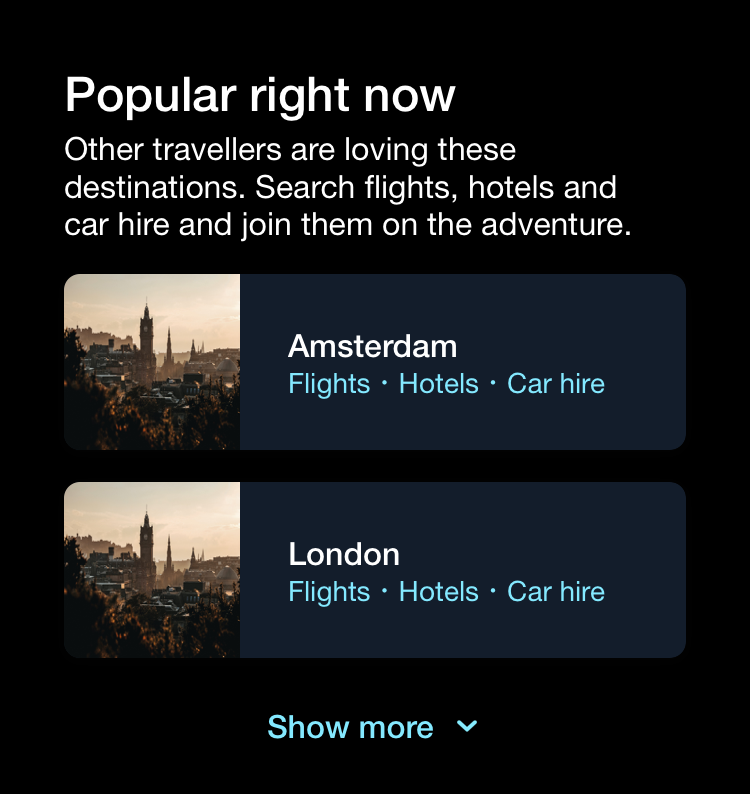 Popular right now
Other travellers are loving these
destinations. Search flights, hotels and
car hire and join them on the adventure.
Amsterdam
Flights · Hotels · Car hire
London
Flights · Hotels · Car hire
Show more